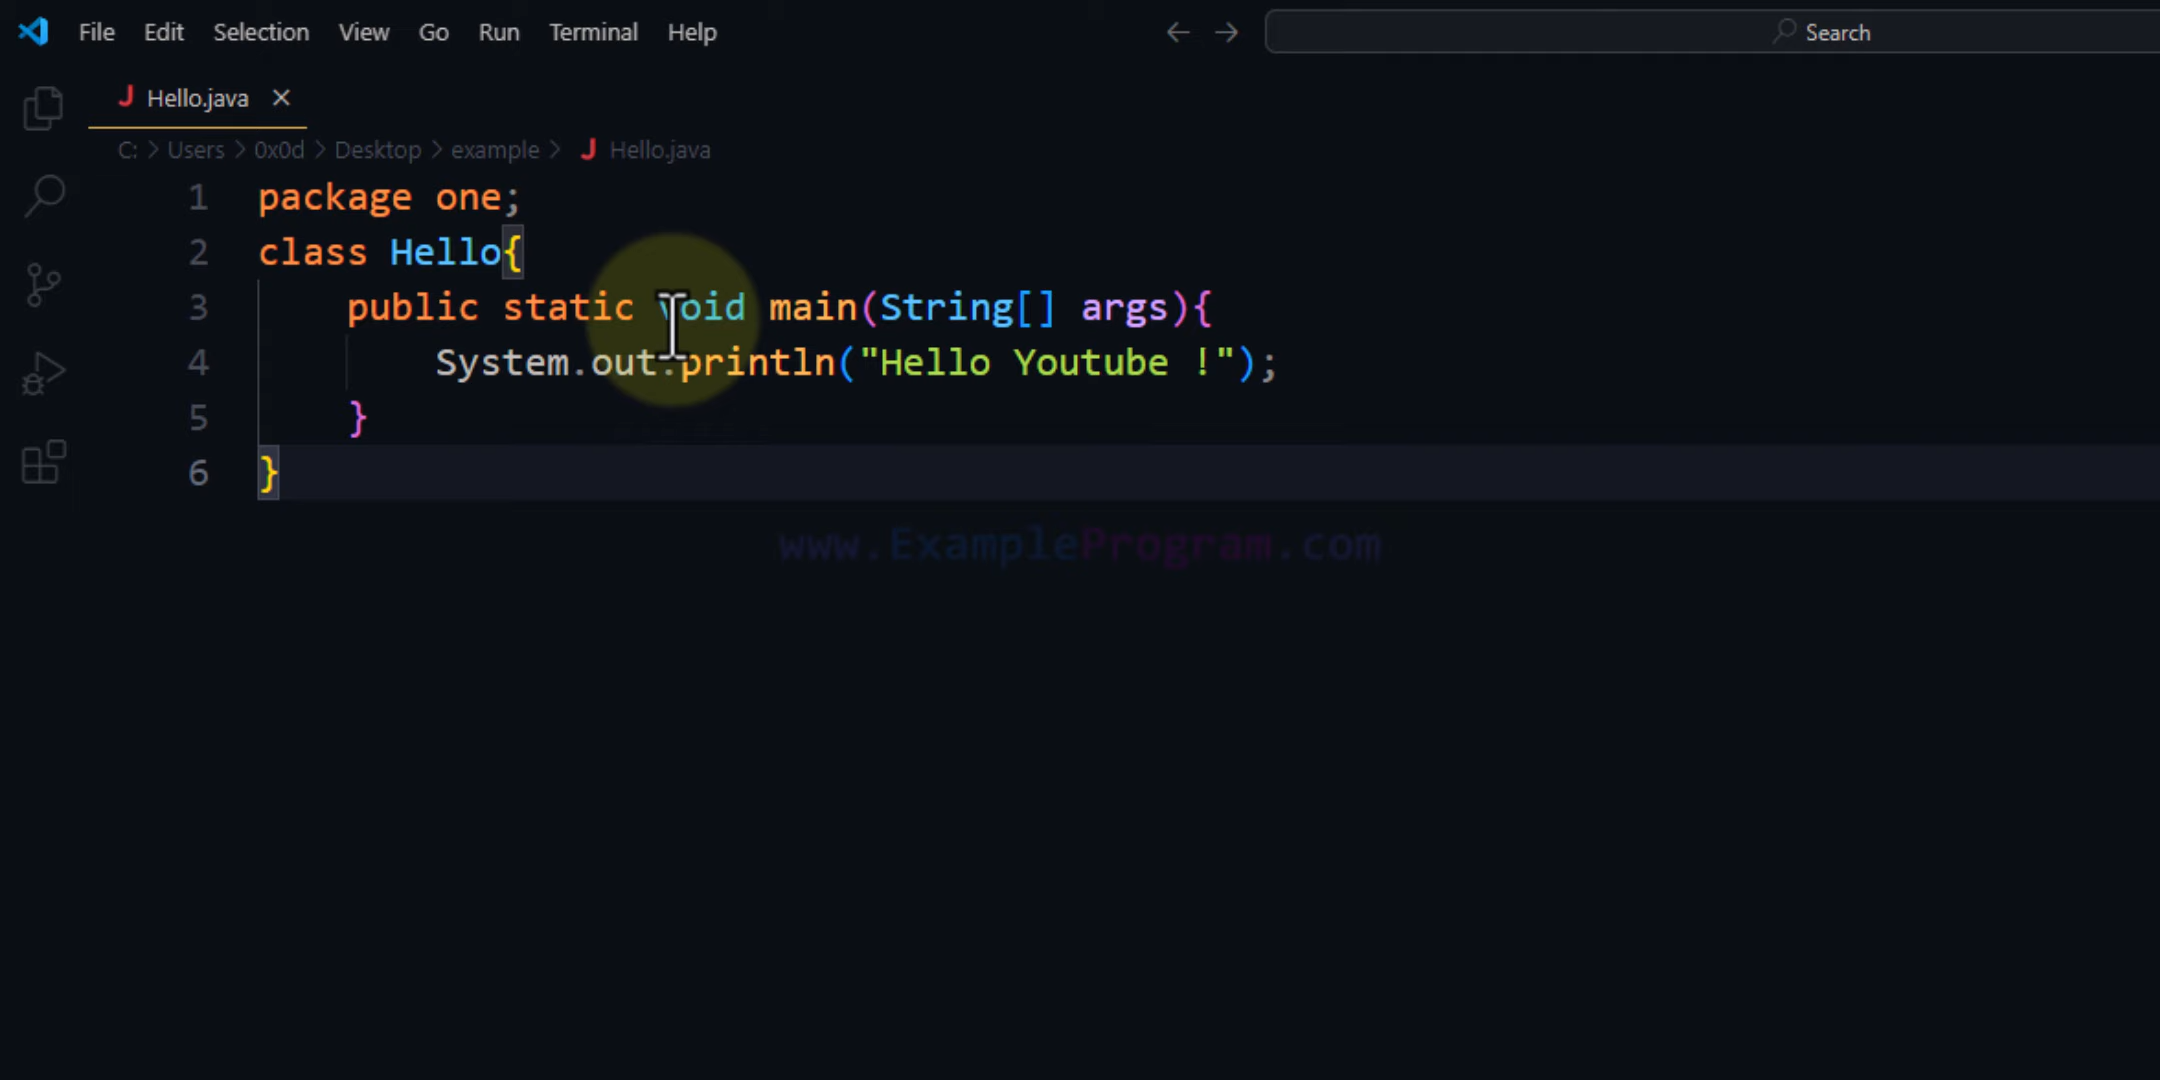 File Edit Selection View Go Run Terminal Help Search
Hello.java
C: > Users > 0x0d > Desktop > example > Hello.java
1 package one;
2 class Hello{
3 public static void main(String[] args){
4 System.out.println("Hello Youtube !");
5 }
6 }
www.ExampleProgram.com